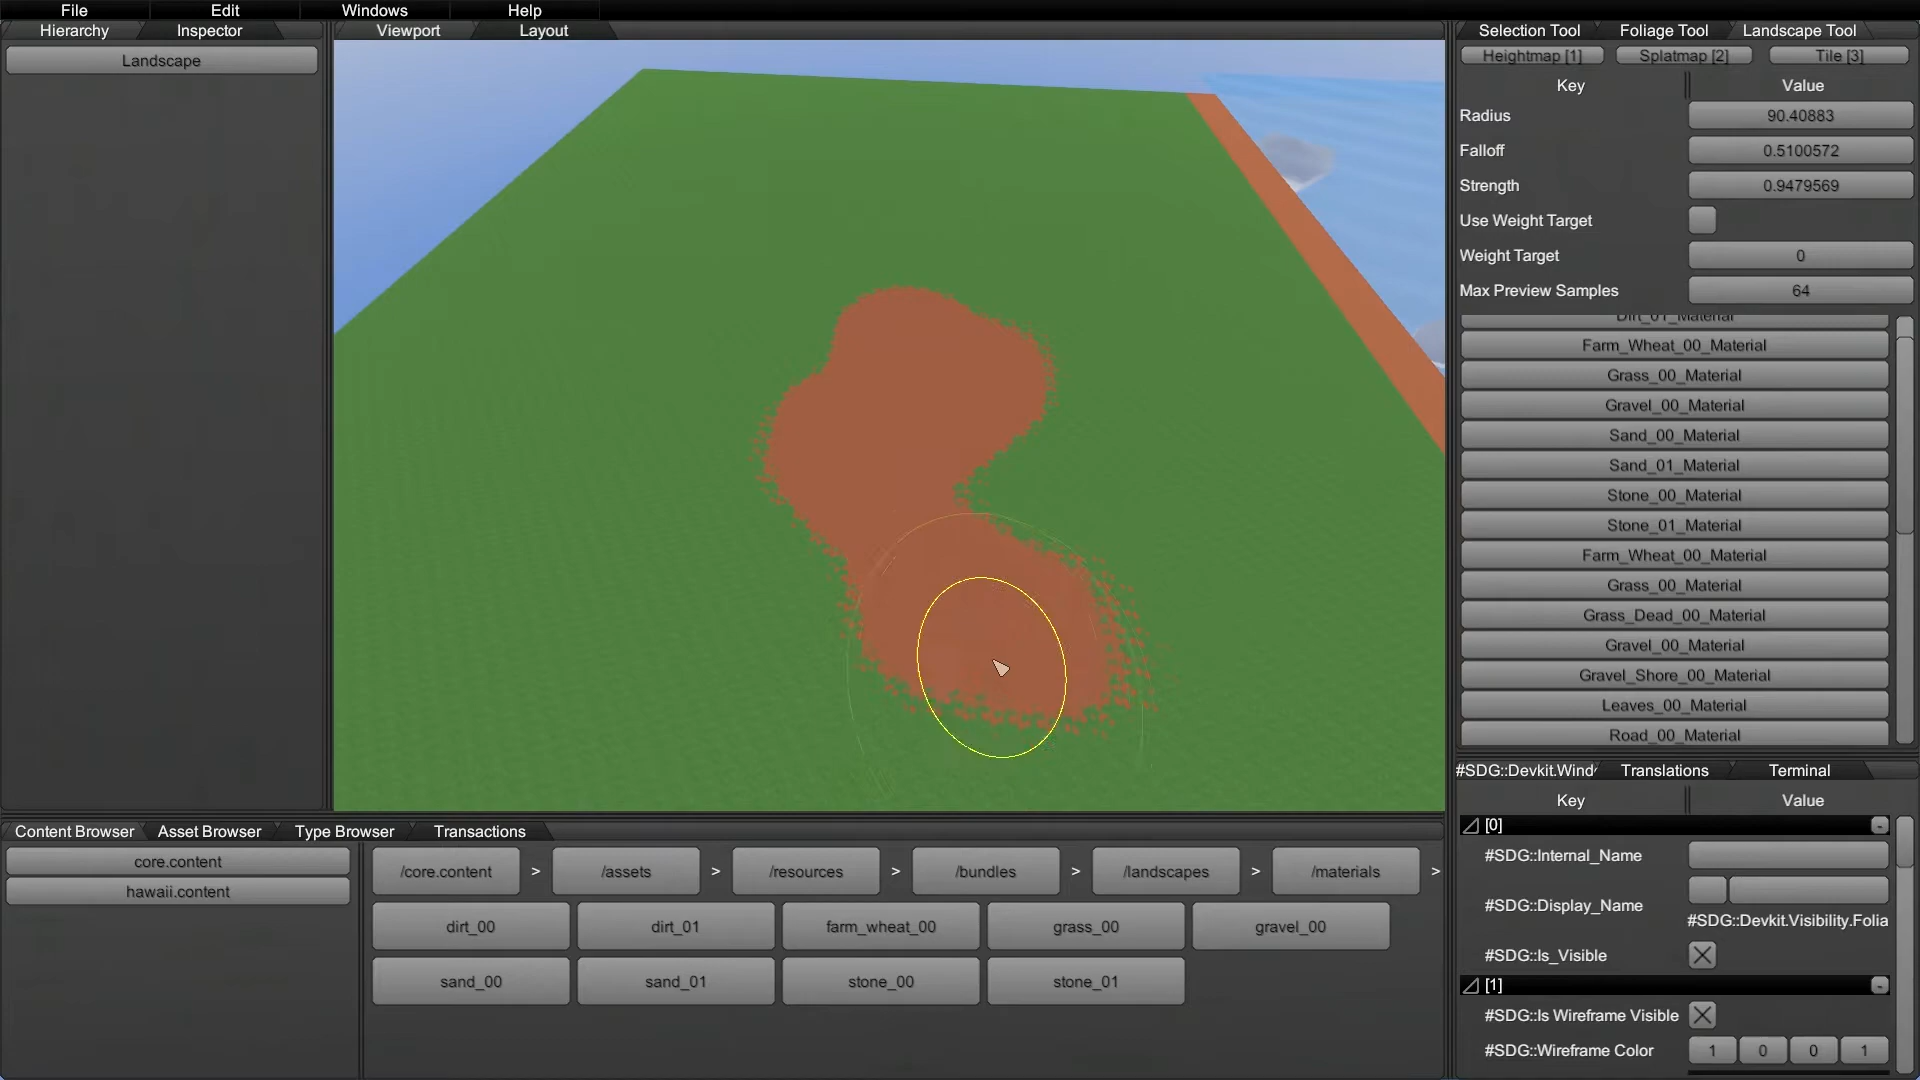 File Edit Windows Help
Hierarchy Inspector
Landscape
Viewport Layout
Selection Tool Foliage Tool Landscape Tool
Heightmap [1] Splatmap [2] Tile [3]
Key Value
Radius 90.40883
Falloff 0.5100572
Strength 0.9479569
Use Weight Target
Weight Target 0
Max Preview Samples 64
Dirt_01_Material
Farm_Wheat_00_Material
Grass_00_Material
Gravel_00_Material
Sand_00_Material
Sand_01_Material
Stone_00_Material
Stone_01_Material
Farm_Wheat_00_Material
Grass_00_Material
Grass_Dead_00_Material
Gravel_00_Material
Gravel_Shore_00_Material
Leaves_00_Material
Road_00_Material
#SDG::Devkit.Wind Translations Terminal
Key Value
[0]
#SDG::Internal_Name
#SDG::Display_Name
#SDG::Devkit.Visibility.Folia
#SDG::Is_Visible
[1]
#SDG::Is Wireframe Visible
#SDG::Wireframe Color 1 0 0 1
Content Browser Asset Browser Type Browser Transactions
core.content
hawaii.content
/core.content > /assets > /resources > /bundles > /landscapes > /materials >
dirt_00 dirt_01 farm_wheat_00 grass_00 gravel_00
sand_00 sand_01 stone_00 stone_01